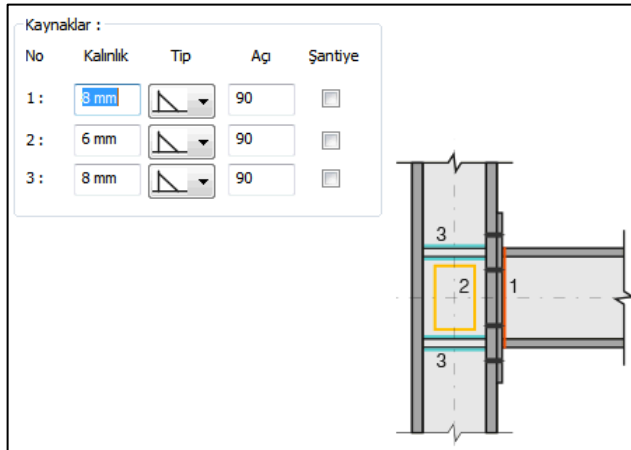 Kaynaklar :
No Kalınlık Tip Açı Şantiye
1 : 8 mm 90
2 : 6 mm 90
3 : 8 mm 90
3
2 1
3